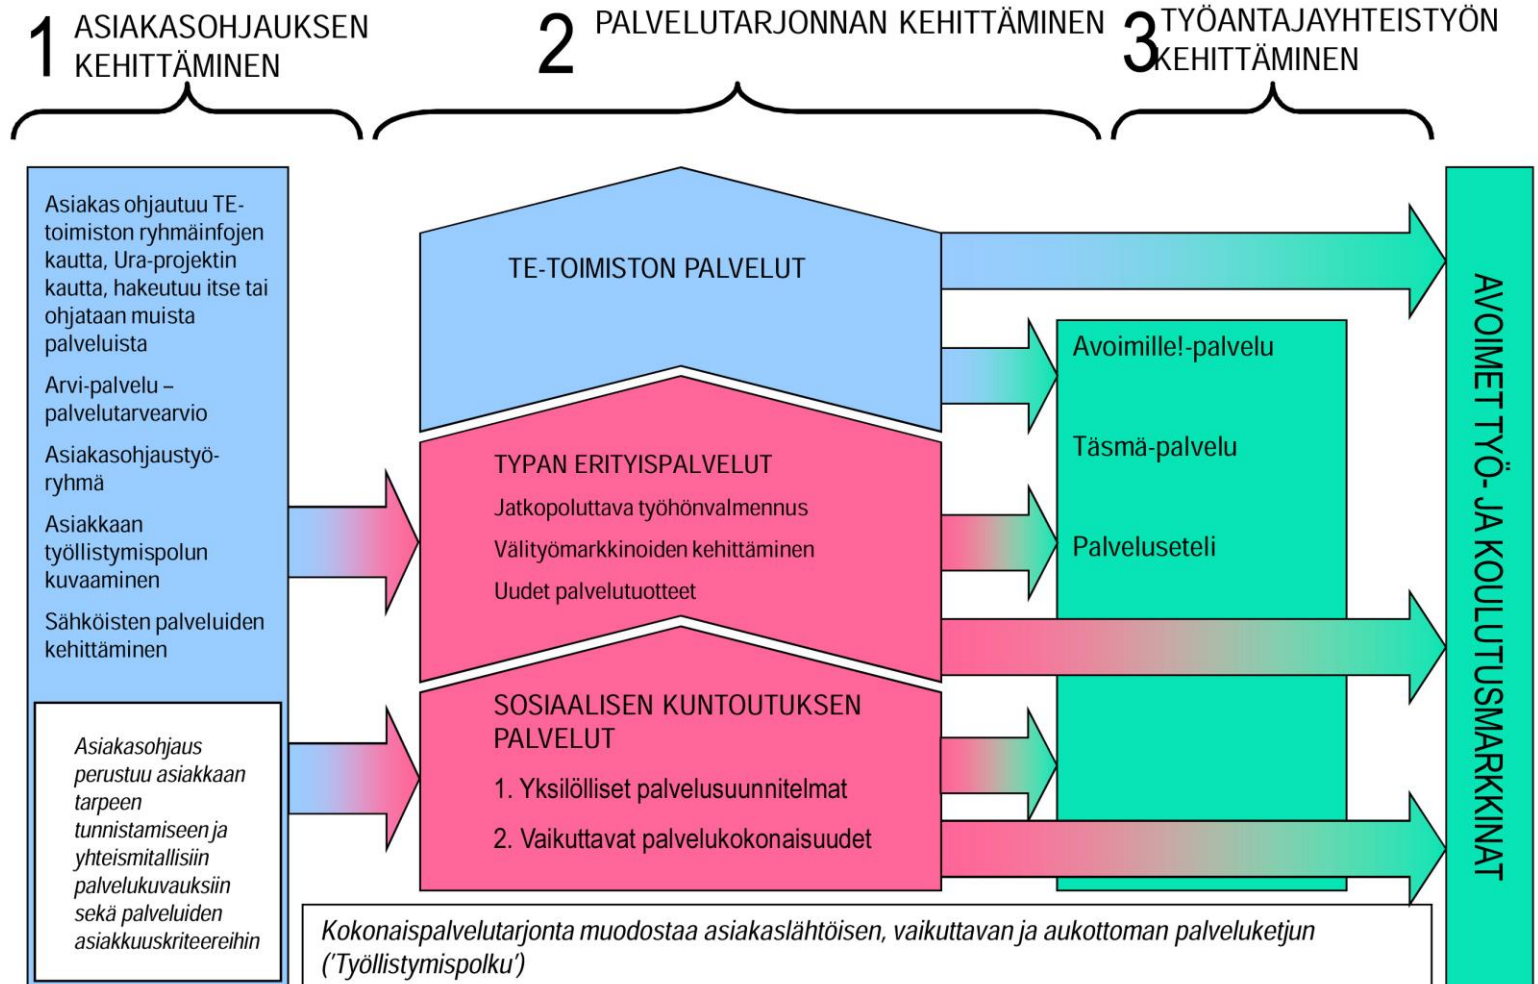 1 ASIAKASOHJAUKSEN
KEHITTÄMINEN
2 PALVELUTARJONNAN KEHITTÄMINEN
3 TYÖANTAJAYHTEISTYÖN
KEHITTÄMINEN
Asiakas ohjautuu TE-
toimiston ryhmäinfojen
kautta, Ura-projektin
kautta, hakeutuu itse tai
ohjataan muista
palveluista
Arvi-palvelu –
palvelutarvearvio
Asiakasohjaustyö-
ryhmä
Asiakkaan
työllistymispolun
kuvaaminen
Sähköisten palveluiden
kehittäminen
Asiakasohjaus
perustuu asiakkaan
tarpeen
tunnistamiseen ja
yhteismitallisiin
palvelukuvauksiin
sekä palveluiden
asiakkuuskriteereihin
TE-TOIMISTON PALVELUT
TYPAN ERITYISPALVELUT
Jatkopoluttava työhönvalmennus
Välityömarkkinoiden kehittäminen
Uudet palvelutuotteet
SOSIAALISEN KUNTOUTUKSEN
PALVELUT
1. Yksilölliset palvelusuunnitelmat
2. Vaikuttavat palvelukokonaisuudet
Avoimille!-palvelu
Täsmä-palvelu
Palveluseteli
AVOIMET TYÖ- JA KOULUTUSMARKKINAT
Kokonaispalvelutarjonta muodostaa asiakaslähtöisen, vaikuttavan ja aukottoman palveluketjun
('Työllistymispolku')